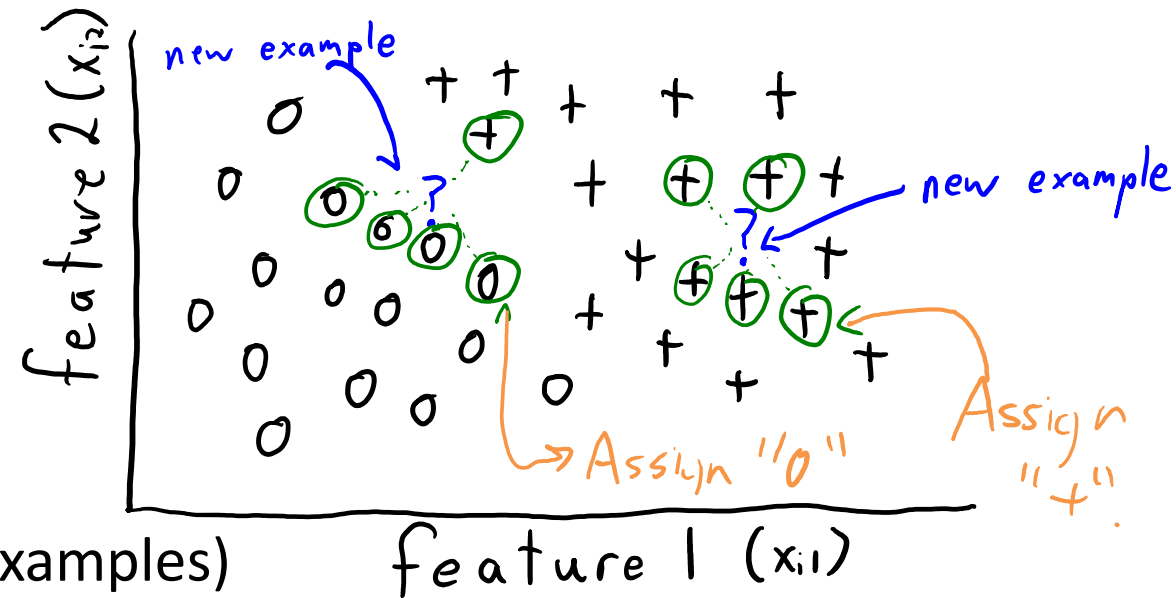 feature 2 (xi2)
new example
?
?
new example
Assign "0"
Assign
"+".
xamples)
feature 1 (xi1)